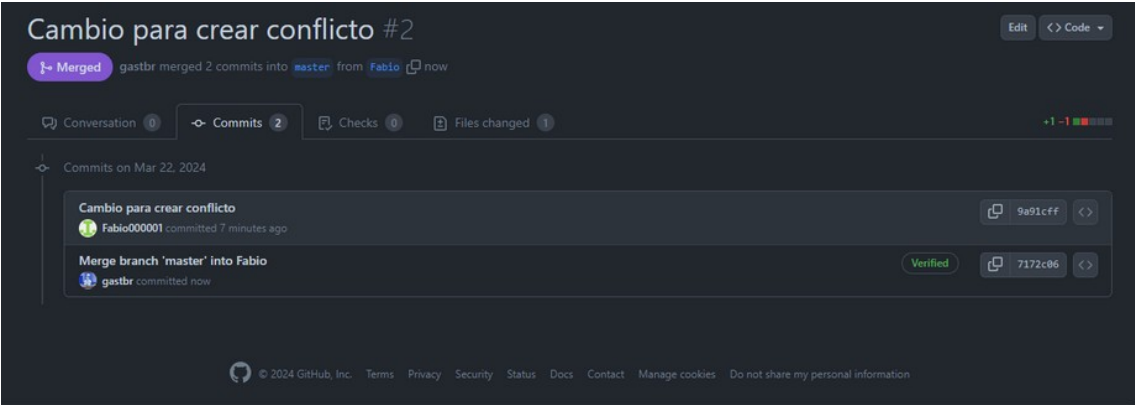 Cambio para crear conflicto #2
Edit <> Code
Merged gastbr merged 2 commits into master from Fabio now
Conversation 0 Commits 2 Checks 0 Files changed 1 +1 −1
Commits on Mar 22, 2024
Cambio para crear conflicto
9a91cff
Fabio000001 committed 7 minutes ago
Merge branch 'master' into Fabio
Verified 7172c06
gastbr committed now
© 2024 GitHub, Inc. Terms Privacy Security Status Docs Contact Manage cookies Do not share my personal information